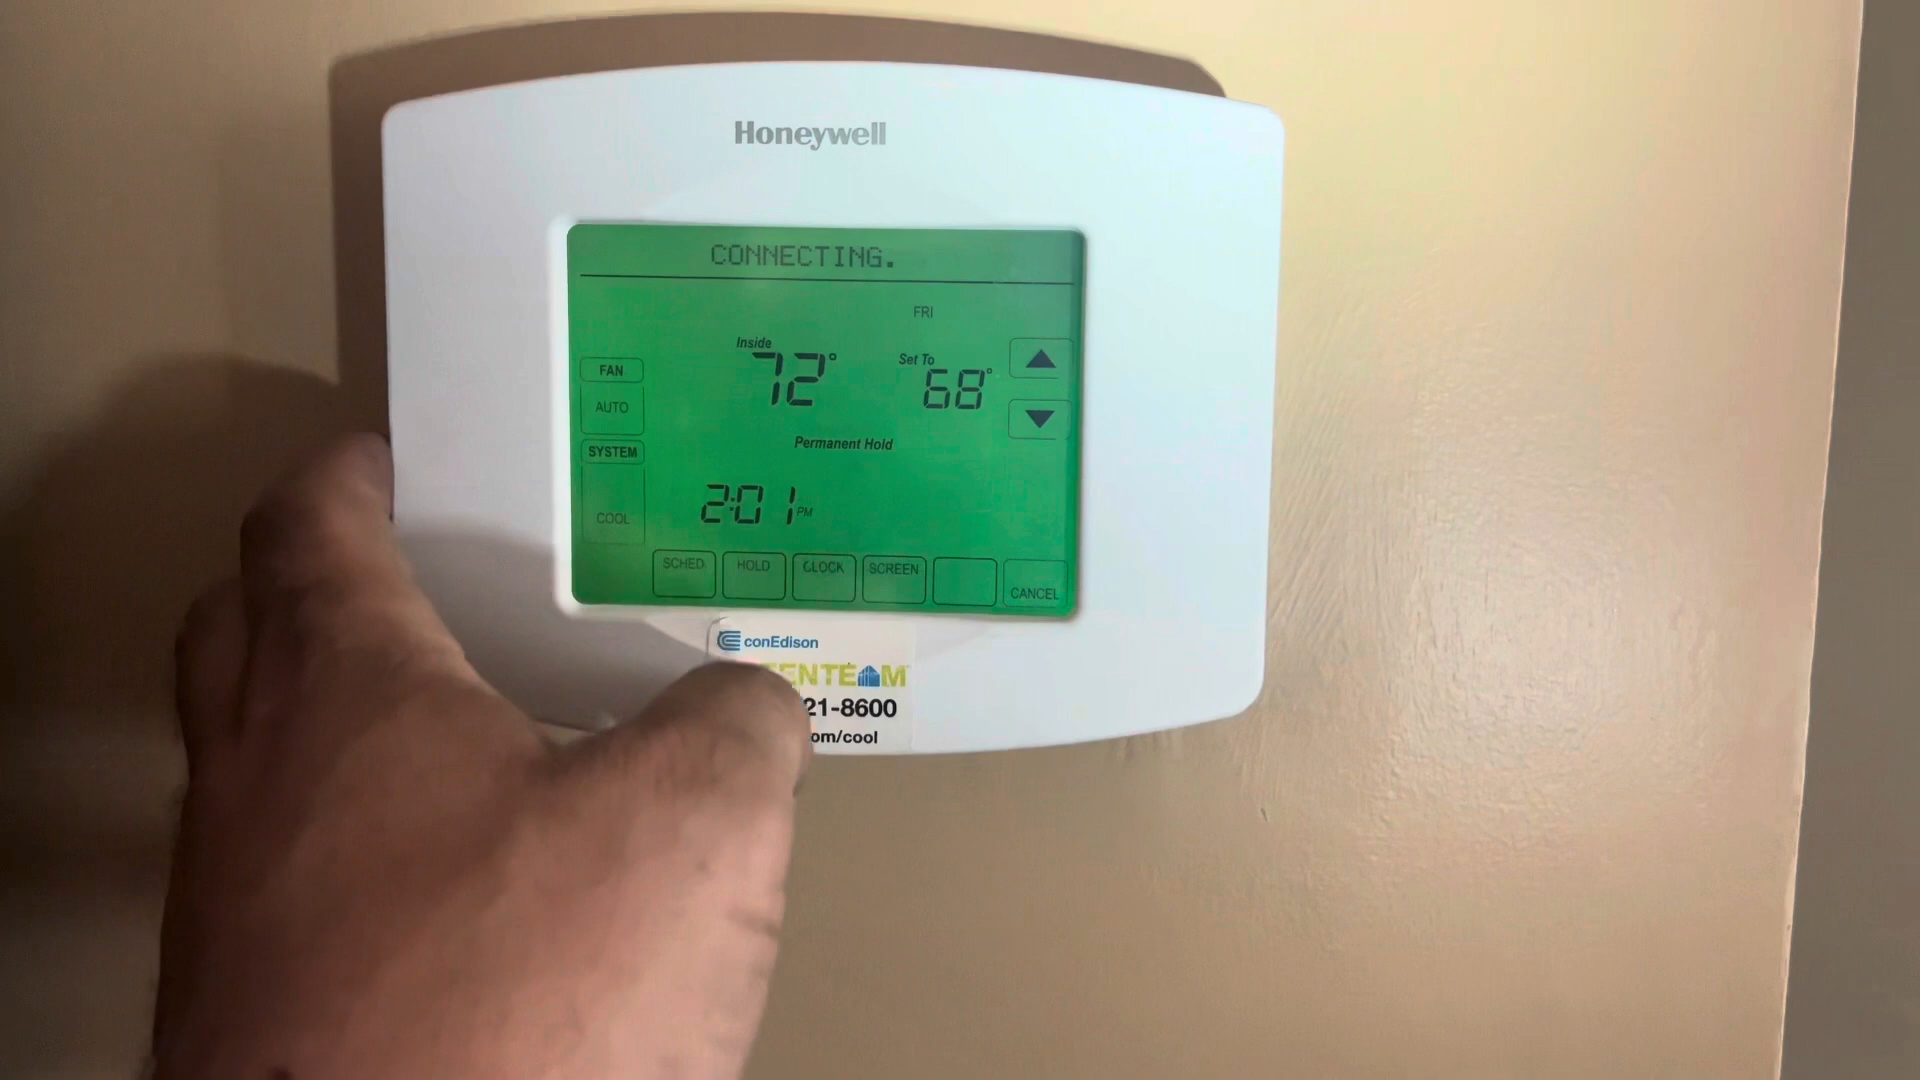 Honeywell
CONNECTING.
FRI
Inside
72°
Set To
68°
FAN
AUTO
Permanent Hold
SYSTEM
COOL
2:01 PM
SCHED HOLD CLOCK SCREEN CANCEL
conEdison
ENTEAM
21-8600
om/cool